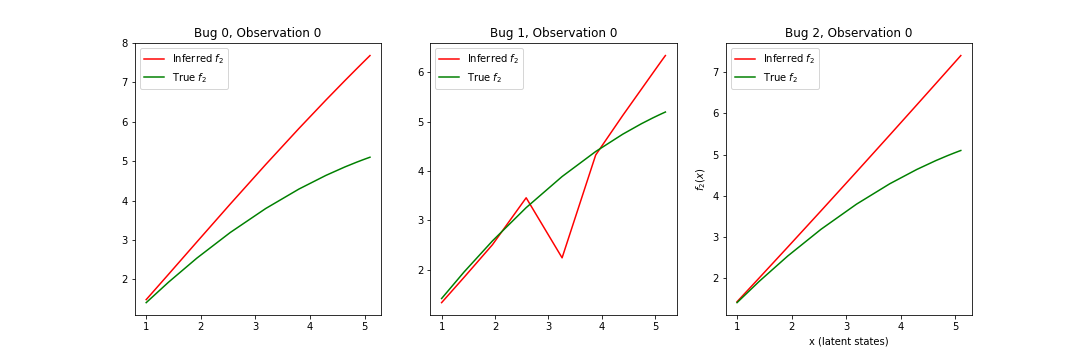 Bug 0, Observation 0
Inferred f₂
True f₂
8
7
6
5
4
3
2
1 2 3 4 5
Bug 1, Observation 0
Inferred f₂
True f₂
6
5
4
3
2
1 2 3 4 5
Bug 2, Observation 0
Inferred f₂
True f₂
f₂(x)
7
6
5
4
3
2
1 2 3 4 5
x (latent states)